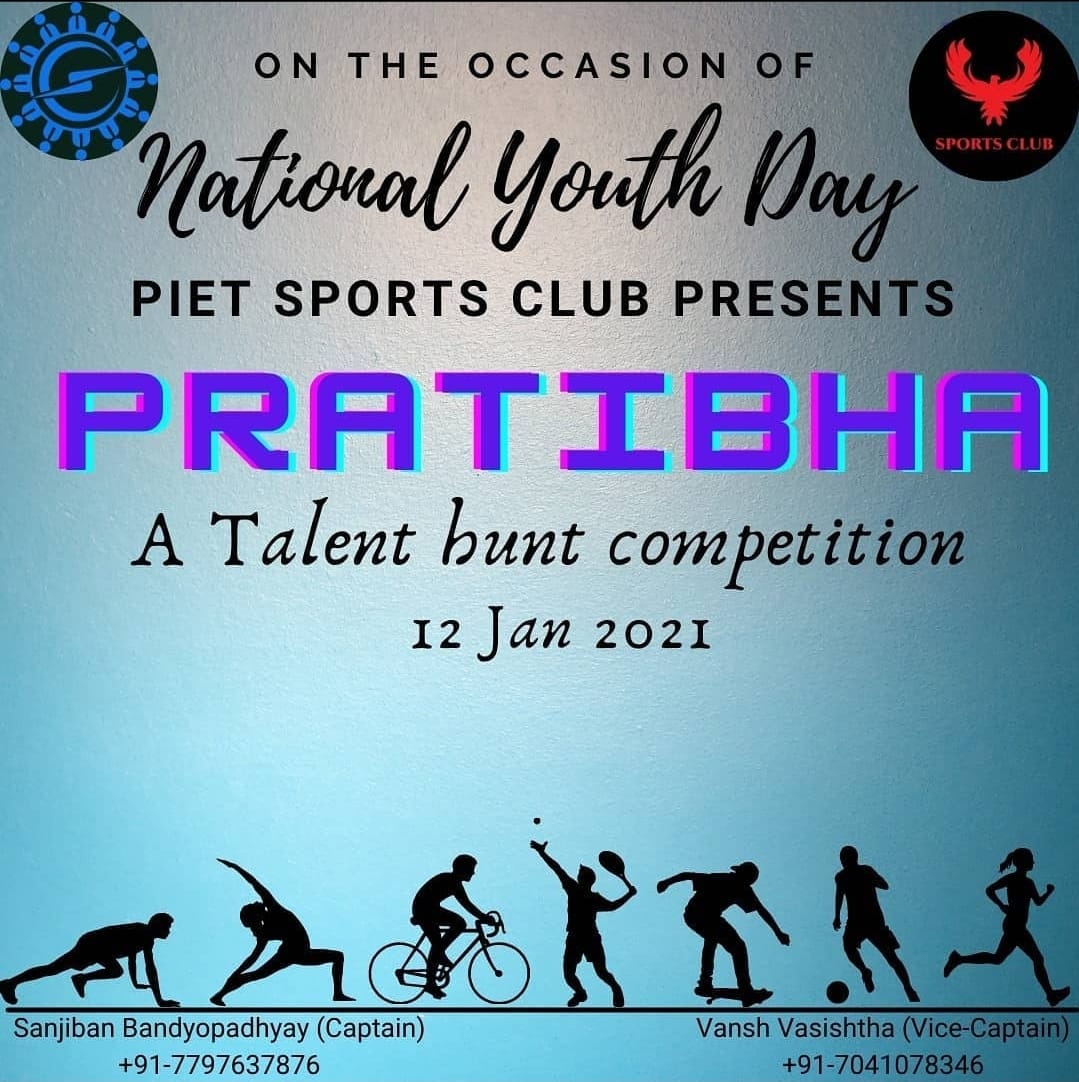 ON THE OCCASION OF
SPORTS CLUB
National Youth Day
PIET SPORTS CLUB PRESENTS
PRATIBHA
A Talent hunt competition
12 Jan 2021
Sanjiban Bandyopadhyay (Captain)
+91-7797637876
Vansh Vasishtha (Vice-Captain)
+91-7041078346